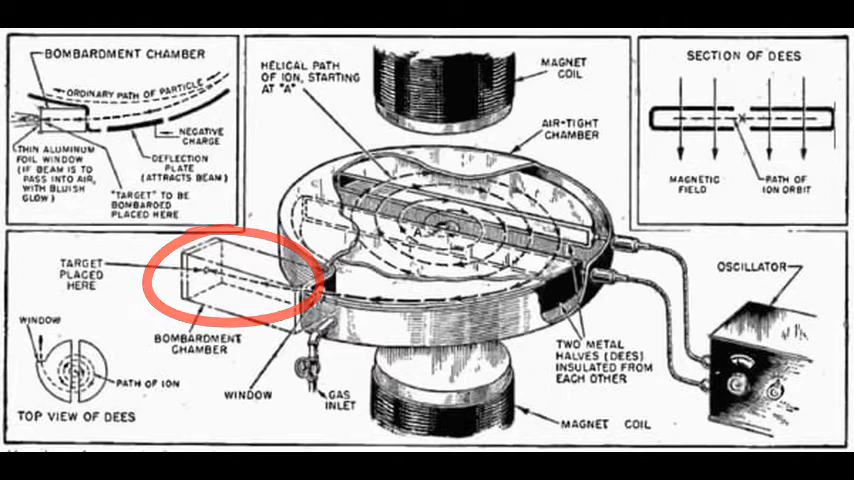 BOMBARDMENT CHAMBER
ORDINARY PATH OF PARTICLE
NEGATIVE
CHARGE
THIN ALUMINUM
FOIL WINDOW
(IF BEAM IS TO
PASS INTO AIR,
WITH BLUISH
GLOW)
DEFLECTION
PLATE
(ATTRACTS BEAM)
"TARGET" TO BE
BOMBARDED
PLACED HERE
HELICAL PATH
OF ION, STARTING
AT "A"
MAGNET
COIL
AIR-TIGHT
CHAMBER
SECTION OF DEES
MAGNETIC
FIELD
PATH OF
ION ORBIT
A
TARGET
PLACED
HERE
BOMBARDMENT
CHAMBER
WINDOW
PATH OF ION
TOP VIEW OF DEES
WINDOW
GAS
INLET
TWO METAL
HALVES (DEES)
INSULATED FROM
EACH OTHER
MAGNET COIL
OSCILLATOR